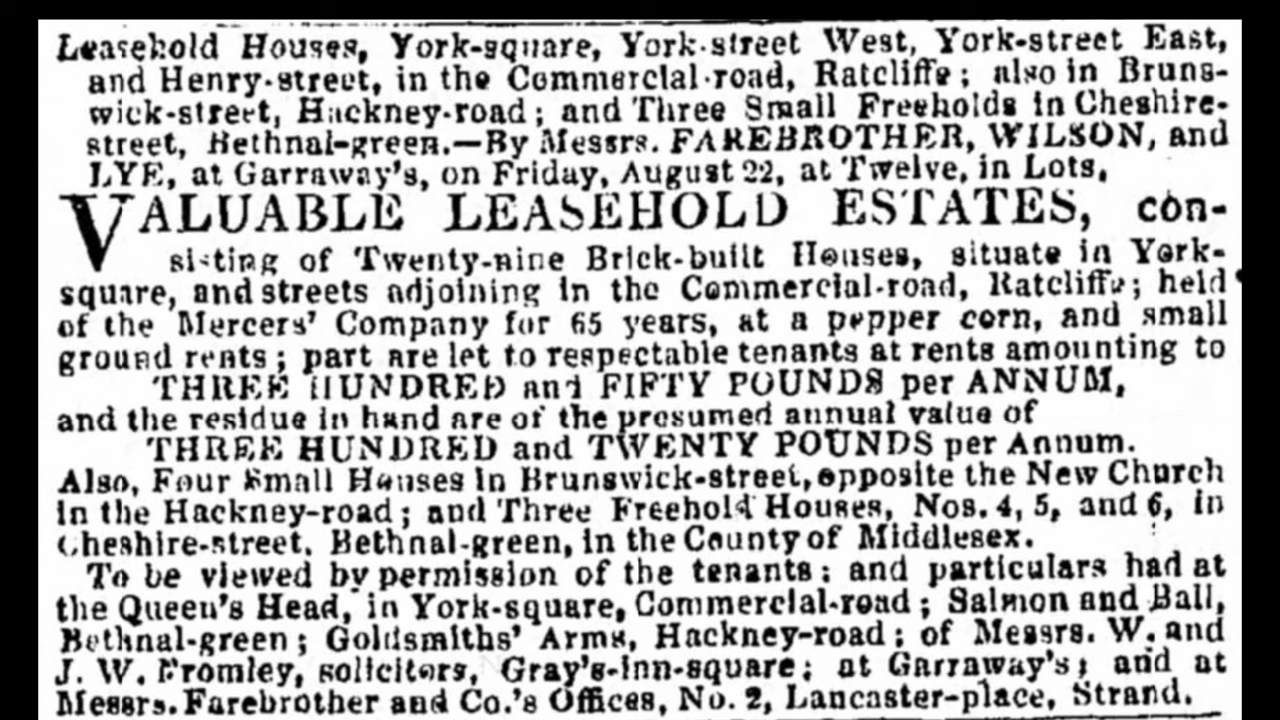 Leasehold Houses, York-square, York-street West, York-street East,
and Henry-street, in the Commercial-road, Ratcliffe; also in Bruns-
wick-street, Hackney-road; and Three Small Freeholds in Cheshire-
street, Bethnal-green.—By Messrs. FAREBROTHER, WILSON, and
LYE, at Garraway's, on Friday, August 22, at Twelve, in Lots,
VALUABLE LEASEHOLD ESTATES, con-
sisting of Twenty-nine Brick-built Houses, situate in York-
square, and streets adjoining in the Commercial-road, Ratcliffe; held
of the Mercers' Company for 65 years, at a pepper corn, and small
ground rents; part are let to respectable tenants at rents amounting to
THREE HUNDRED and FIFTY POUNDS per ANNUM,
and the residue in hand are of the presumed annual value of
THREE HUNDRED and TWENTY POUNDS per Annum.
Also, Four Small Houses in Brunswick-street, opposite the New Church
in the Hackney-road; and Three Freehold Houses, Nos. 4, 5, and 6, in
Cheshire-street, Bethnal-green, in the County of Middlesex.
To be viewed by permission of the tenants; and particulars had at
the Queen's Head, in York-square, Commercial-road; Salmon and Ball,
Bethnal-green; Goldsmiths' Arms, Hackney-road; of Messrs. W. and
J. W. Bromley, solicitors, Gray's-inn-square; at Garraway's; and at
Messrs. Farebrother and Co.'s Offices, No. 2, Lancaster-place, Strand.